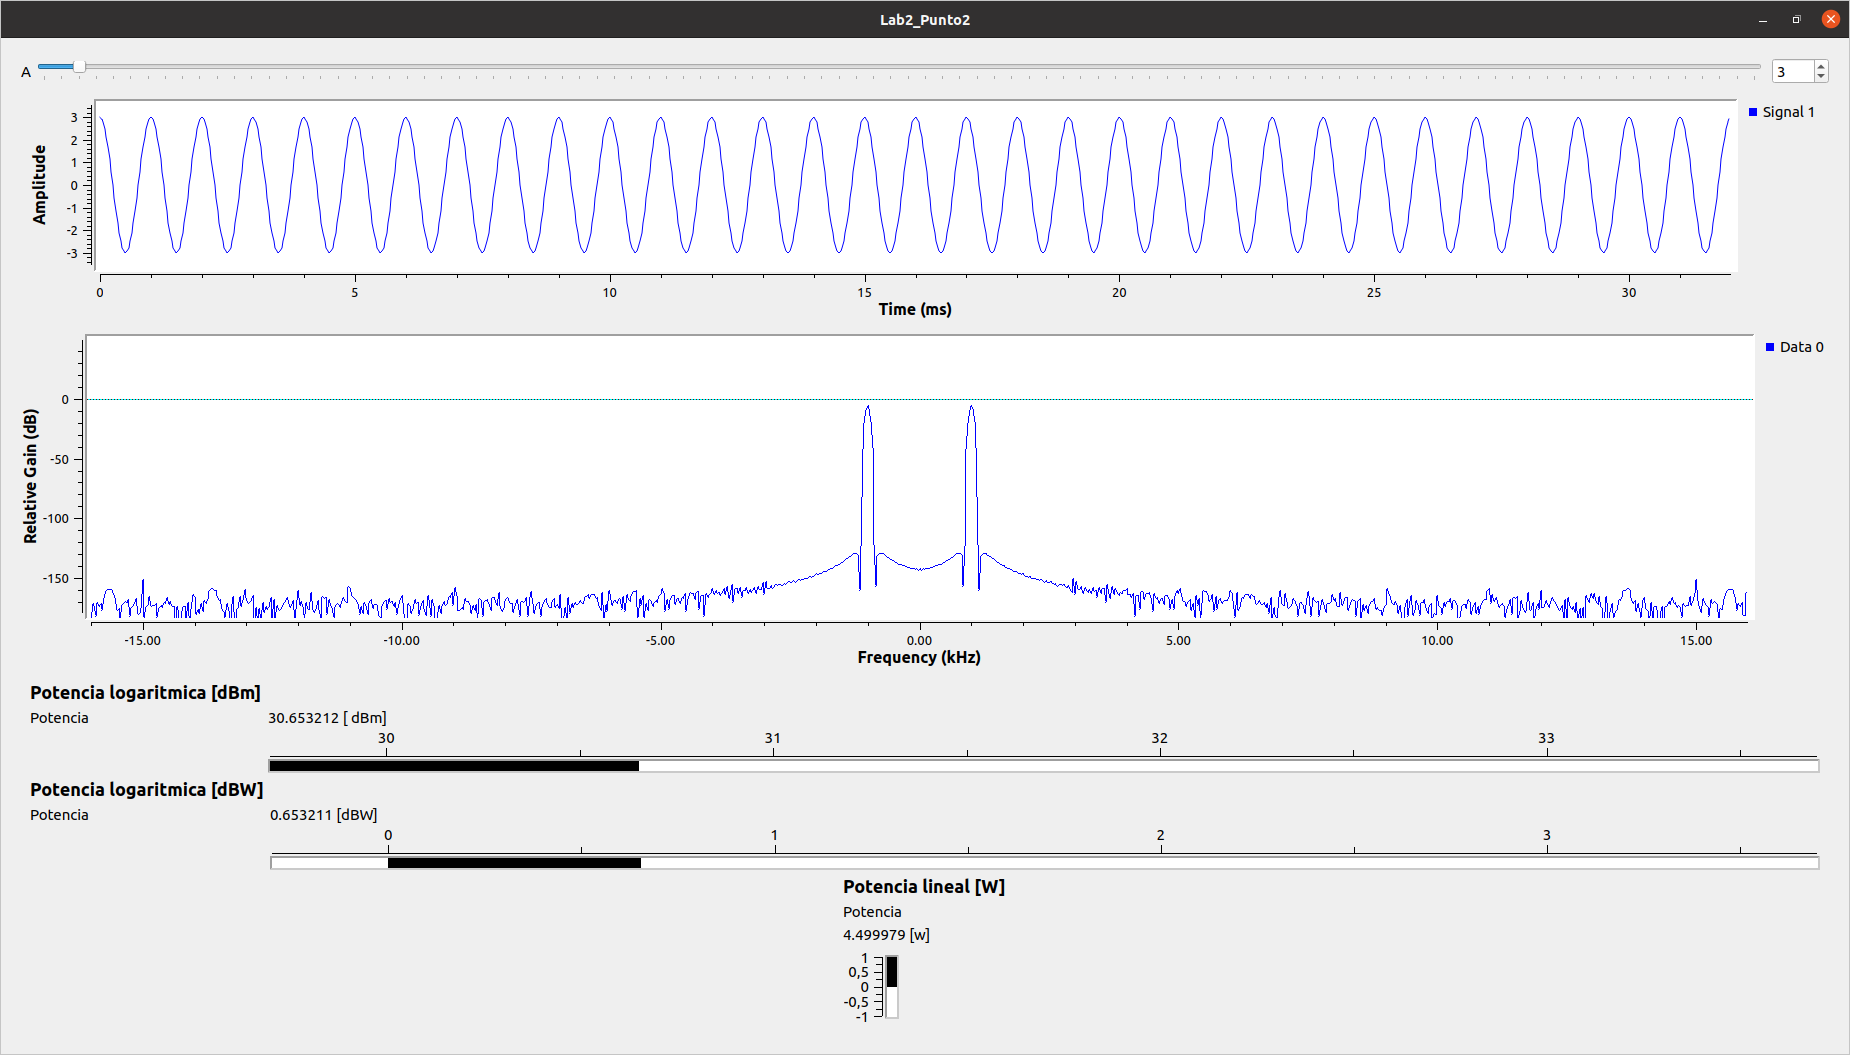 Lab2_Punto2
A
3
Signal 1
Amplitude
3
2
1
0
-1
-2
-3
0 5 10 15 20 25 30
Time (ms)
Data 0
Relative Gain (dB)
0
-50
-100
-150
-15.00 -10.00 -5.00 0.00 5.00 10.00 15.00
Frequency (kHz)
Potencia logaritmica [dBm]
Potencia 30.653212 [ dBm]
30 31 32 33
Potencia logaritmica [dBW]
Potencia 0.653211 [dBW]
0 1 2 3
Potencia lineal [W]
Potencia
4.499979 [w]
1
0,5
0
-0,5
-1